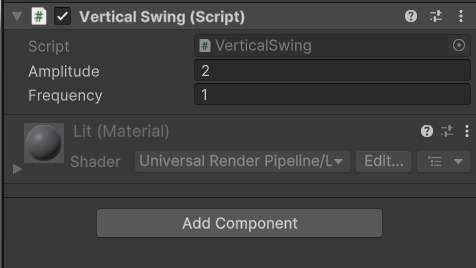 Vertical Swing (Script)
Script VerticalSwing
Amplitude 2
Frequency 1
Lit (Material)
Shader Universal Render Pipeline/L Edit...
Add Component